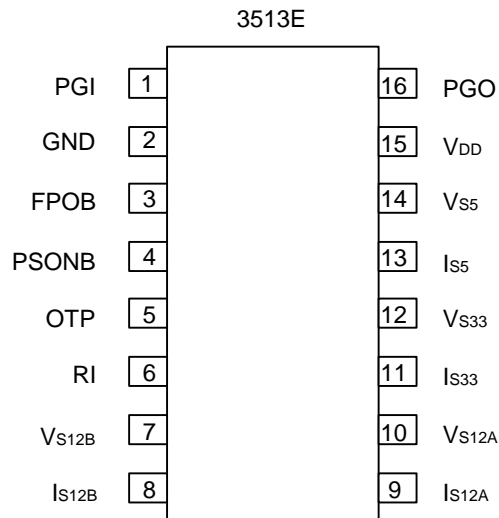 3513E
PGI 1 16 PGO
GND 2 15 VDD
FPOB 3 14 VS5
PSONB 4 13 IS5
OTP 5 12 VS33
RI 6 11 IS33
VS12B 7 10 VS12A
IS12B 8 9 IS12A